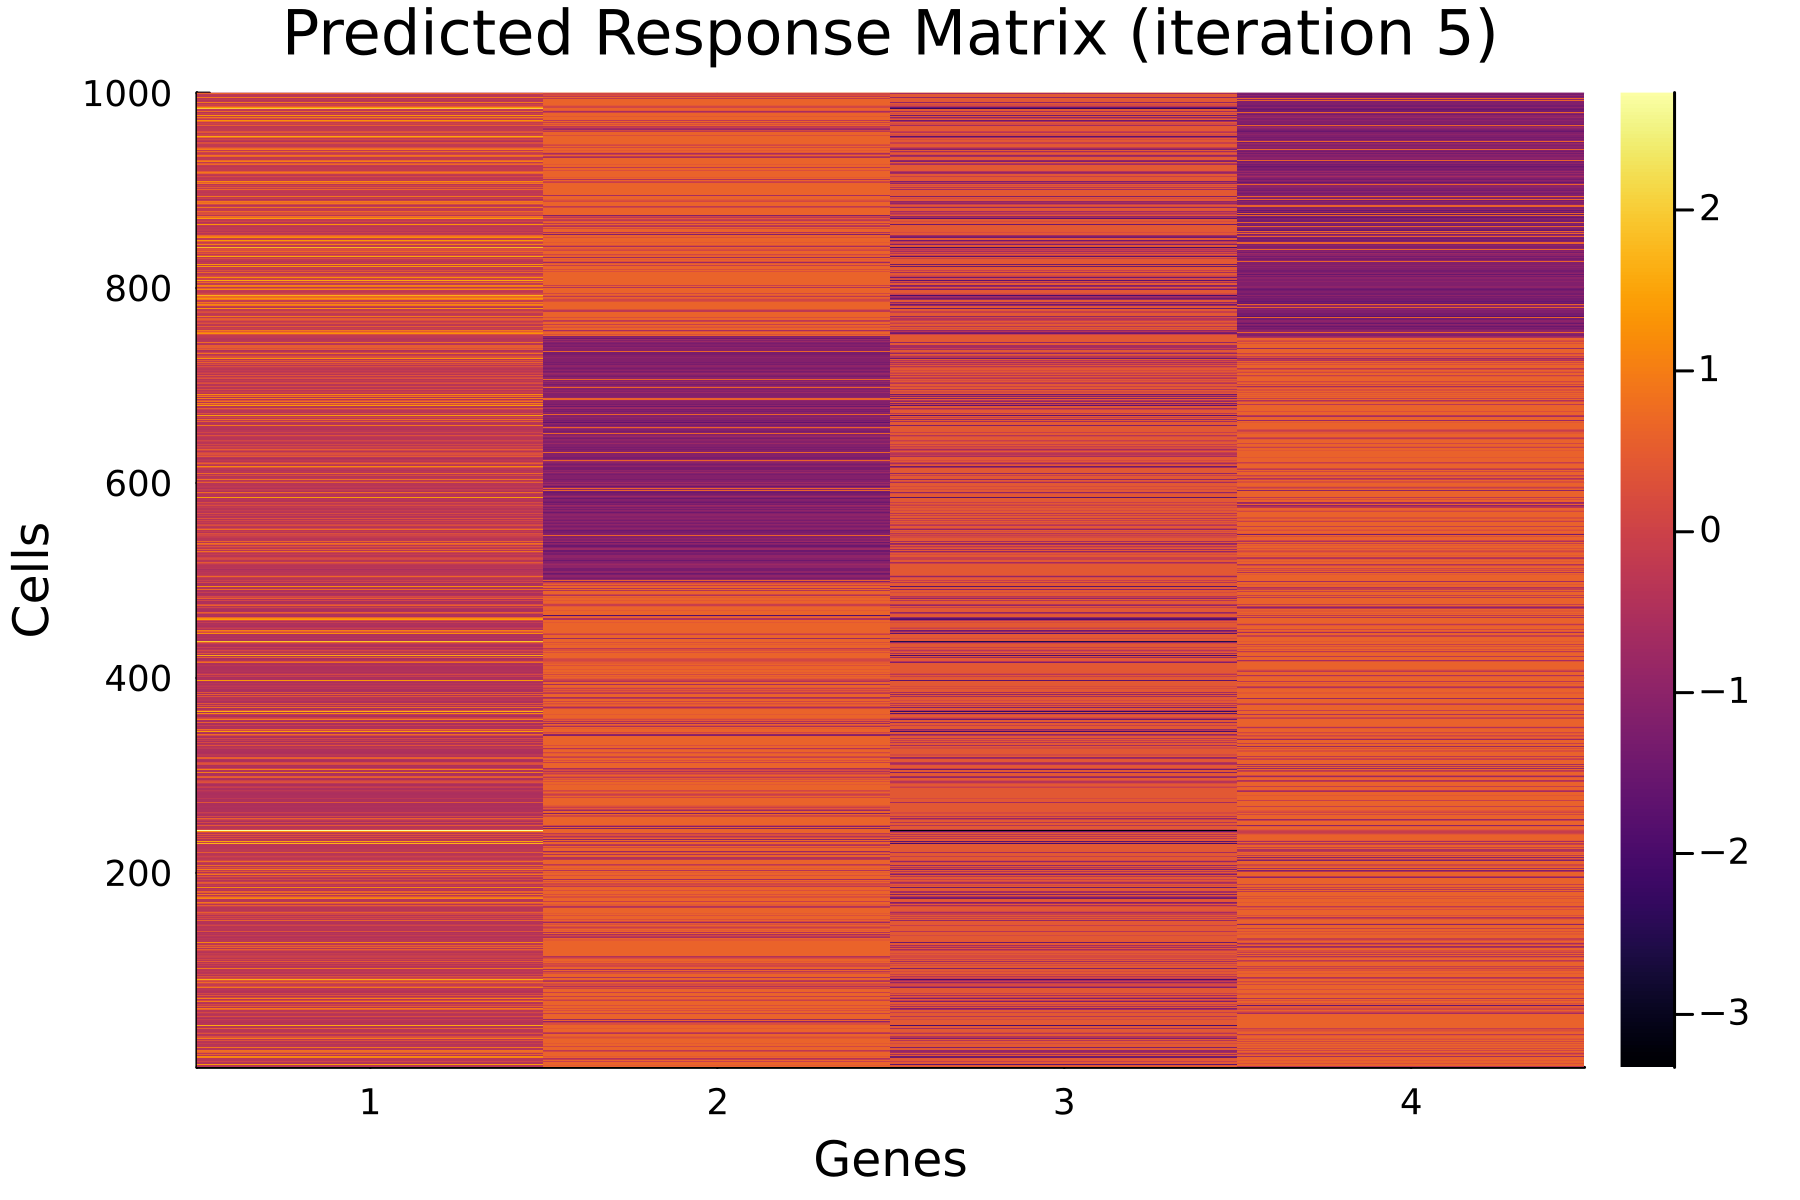 Predicted Response Matrix (iteration 5)
1000
800
600
400
200
Cells
1 2 3 4
Genes
2
1
0
−1
−2
−3